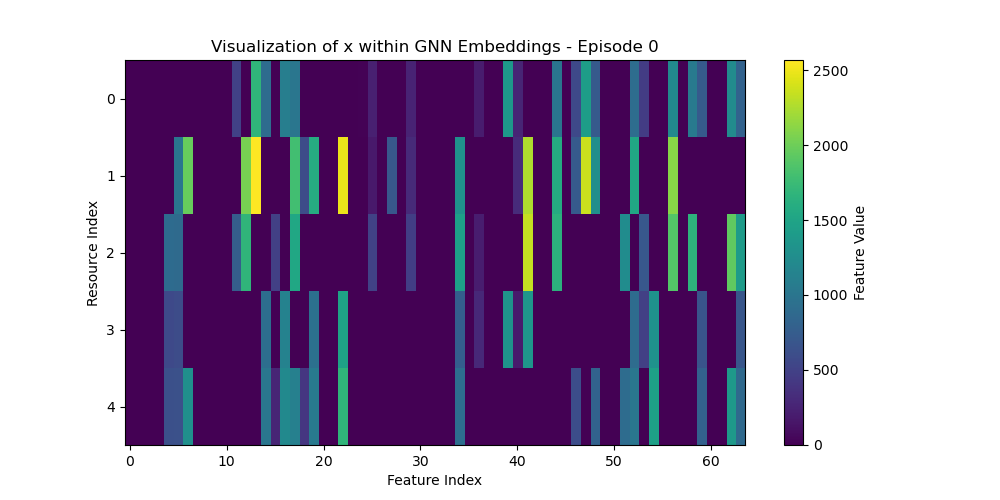 Visualization of x within GNN Embeddings - Episode 0
Resource Index
0
1
2
3
4
0 10 20 30 40 50 60
Feature Index
2500
2000
1500
1000
500
0
Feature Value